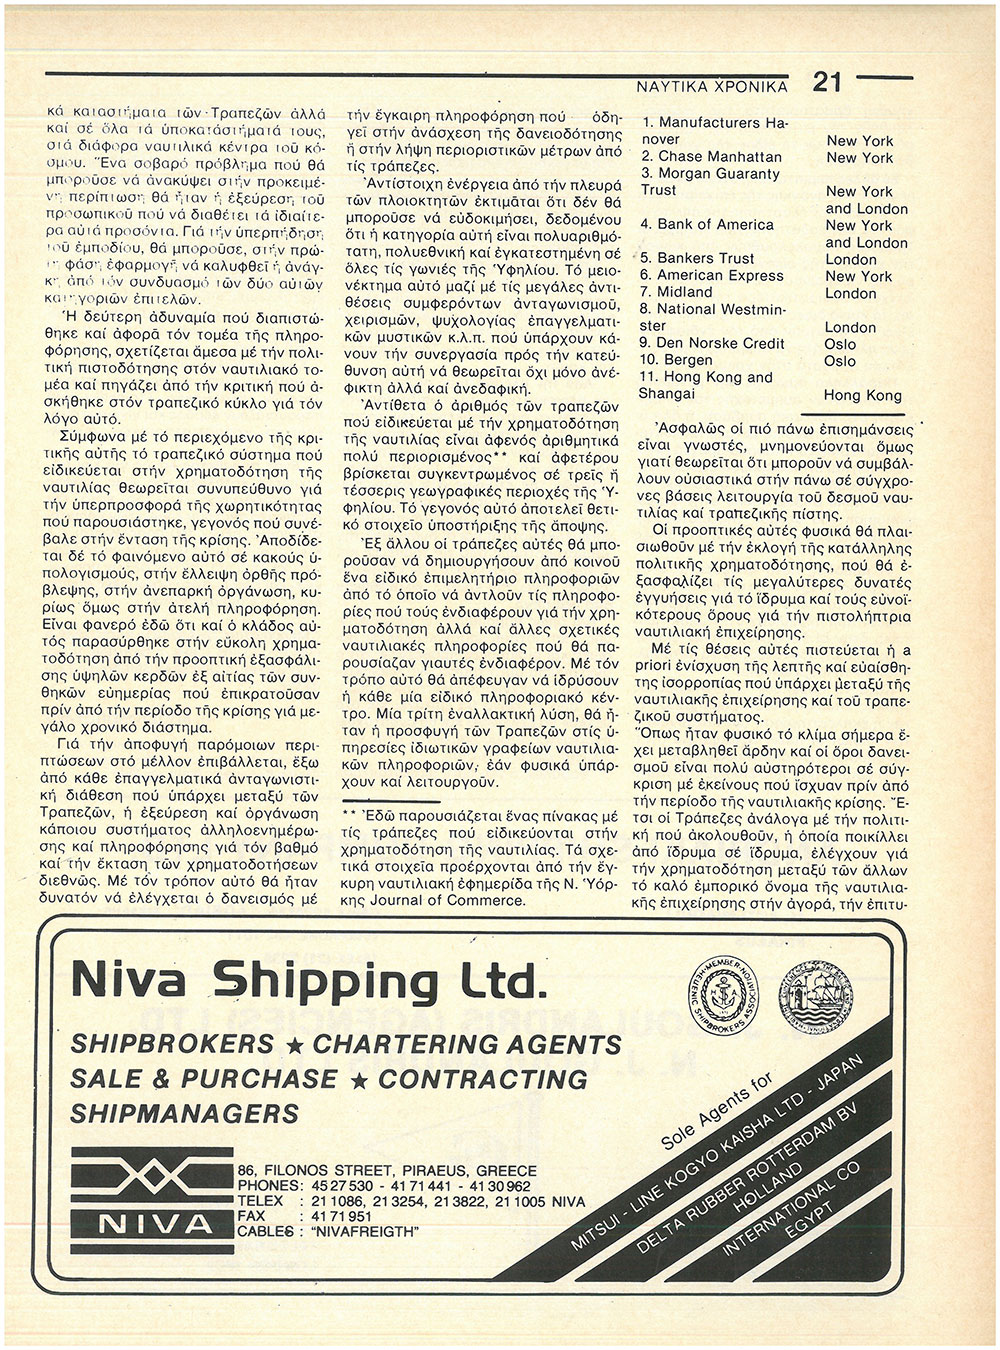 ΝΑΥΤΙΚΑ ΧΡΟΝΙΚΑ 21
κά καταστήματα τῶν Τραπεζῶν ἀλλά
καί σέ ὅλα τά ὑποκαταστήματά τους,
στά διάφορα ναυτιλικά κέντρα τοῦ κό-
σμου. Ἕνα σοβαρό πρόβλημα πού θά
μποροῦσε νά ἀνακύψει στήν προκειμέ-
νη περίπτωση θά ἦταν ἡ ἐξεύρεση τοῦ
προσωπικοῦ πού νά διαθέτει τά ἰδιαίτε-
ρα αὐτά προσόντα. Γιά τήν ὑπερπήδηση
τοῦ ἐμποδίου, θά μποροῦσε, στήν πρώ-
τη φάση ἐφαρμογῆ νά καλυφθεῖ ἡ ἀνάγ-
κη ἀπό τόν συνδυασμό τῶν δύο αὐτῶν
κατηγοριῶν ἐπιτελῶν.
Ἡ δεύτερη ἀδυναμία πού διαπιστώ-
θηκε καί ἀφορᾶ τόν τομέα τῆς πληρο-
φόρησης, σχετίζεται ἄμεσα μέ τήν πολι-
τική πιστοδότησης στόν ναυτιλιακό το-
μέα καί πηγάζει ἀπό τήν κριτική πού ἀ-
σκήθηκε στόν τραπεζικό κύκλο γιά τόν
λόγο αὐτό.
Σύμφωνα μέ τό περιεχόμενο τῆς κρι-
τικῆς αὐτῆς τό τραπεζικό σύστημα πού
εἰδικεύεται στήν χρηματοδότηση τῆς
ναυτιλίας θεωρεῖται συνυπεύθυνο γιά
τήν ὑπερπροσφορά τῆς χωρητικότητας
πού παρουσιάστηκε, γεγονός πού συνέ-
βαλε στήν ἔνταση τῆς κρίσης. Ἀποδίδε-
ται δέ τό φαινόμενο αὐτό σέ κακούς ὑ-
πολογισμούς, στήν ἔλλειψη ὀρθῆς πρό-
βλεψης, στήν ἀνεπαρκή ὀργάνωση, κυ-
ρίως ὅμως στήν ἀτελή πληροφόρηση.
Εἶναι φανερό ἐδῶ ὅτι καί ὁ κλάδος αὐ-
τός παρασύρθηκε στήν εὔκολη χρημα-
τοδότηση ἀπό τήν προοπτική ἐξασφάλι-
σης ὑψηλῶν κερδῶν ἐξ αἰτίας τῶν συν-
θηκῶν εὐημερίας πού ἐπικρατοῦσαν
πρίν ἀπό τήν περίοδο τῆς κρίσης γιά με-
γάλο χρονικό διάστημα.
Γιά τήν ἀποφυγή παρόμοιων περι-
πτώσεων στό μέλλον ἐπιβάλλεται, ἔξω
ἀπό κάθε ἐπαγγελματικά ἀνταγωνιστι-
κή διάθεση πού ὑπάρχει μεταξύ τῶν
Τραπεζῶν, ἡ ἐξεύρεση καί ὀργάνωση
κάποιου συστήματος ἀλληλοενημέρω-
σης καί πληροφόρησης γιά τόν βαθμό
καί τήν ἔκταση τῶν χρηματοδοτήσεων
διεθνῶς. Μέ τόν τρόπον αὐτό θά ἦταν
δυνατόν νά ἐλέγχεται ὁ δανεισμός μέ
τήν ἔγκαιρη πληροφόρηση πού ὁδη-
γεῖ στήν ἀνάσχεση τῆς δανειοδότησης
ἤ στήν λήψη περιοριστικῶν μέτρων ἀπό
τίς τράπεζες.
Ἀντίστοιχη ἐνέργεια ἀπό τήν πλευρά
τῶν πλοιοκτητῶν ἐκτιμᾶται ὅτι δέν θά
μποροῦσε νά εὐδοκιμήσει, δεδομένου
ὅτι ἡ κατηγορία αὐτή εἶναι πολυαριθμό-
τατη, πολυεθνική καί ἐγκατεστημένη σέ
ὅλες τίς γωνιές τῆς Ὑφηλίου. Τό μειο-
νέκτημα αὐτό μαζί μέ τίς μεγάλες ἀντι-
θέσεις συμφερόντων ἀνταγωνισμοῦ,
χειρισμῶν, ψυχολογίας ἐπαγγελματι-
κῶν μυστικῶν κ.λ.π. πού ὑπάρχουν κά-
νουν τήν συνεργασία πρός τήν κατεύ-
θυνση αὐτή νά θεωρεῖται ὄχι μόνο ἀνέ-
φικτη ἀλλά καί ἀνεδαφική.
Ἀντίθετα ὁ ἀριθμός τῶν τραπεζῶν
πού εἰδικεύεται μέ τήν χρηματοδότηση
τῆς ναυτιλίας εἶναι ἀφενός ἀριθμητικά
πολύ περιορισμένος** καί ἀφετέρου
βρίσκεται συγκεντρωμένος σέ τρεῖς ἤ
τέσσερις γεωγραφικές περιοχές τῆς Ὑ-
φηλίου. Τό γεγονός αὐτό ἀποτελεῖ θετι-
κό στοιχεῖο ὑποστήριξης τῆς ἄποψης.
Ἐξ ἄλλου οἱ τράπεζες αὐτές θά μπο-
ροῦσαν νά δημιουργήσουν ἀπό κοινοῦ
ἕνα εἰδικό ἐπιμελητήριο πληροφοριῶν
ἀπό τό ὁποῖο νά ἀντλοῦν τίς πληροφο-
ρίες πού τούς ἐνδιαφέρουν γιά τήν χρη-
ματοδότηση ἀλλά καί ἄλλες σχετικές
ναυτιλιακές πληροφορίες πού θά πα-
ρουσίαζαν γιαυτές ἐνδιαφέρον. Μέ τόν
τρόπο αὐτό θά ἀπέφευγαν νά ἱδρύσουν
ἡ κάθε μία εἰδικό πληροφοριακό κέν-
τρο. Μία τρίτη ἐναλλακτική λύση, θά ἦ-
ταν ἡ προσφυγή τῶν Τραπεζῶν στίς ὑ-
πηρεσίες ἰδιωτικῶν γραφείων ναυτιλια-
κῶν πληροφοριῶν, ἐάν φυσικά ὑπάρ-
χουν καί λειτουργοῦν.
** Ἐδῶ παρουσιάζεται ἕνας πίνακας μέ
τίς τράπεζες πού εἰδικεύονται στήν
χρηματοδότηση τῆς ναυτιλίας. Τά σχε-
τικά στοιχεῖα προέρχονται ἀπό τήν ἔγ-
κυρη ναυτιλιακή ἐφημερίδα τῆς Ν. Ὑόρ-
κης Journal of Commerce.
1. Manufacturers Ha-
nover New York
2. Chase Manhattan New York
3. Morgan Guaranty
Trust New York
and London
4. Bank of America New York
and London
5. Bankers Trust London
6. American Express New York
7. Midland London
8. National Westmin-
ster London
9. Den Norske Credit Oslo
10. Bergen Oslo
11. Hong Kong and
Shangai Hong Kong
Ἀσφαλῶς οἱ πιό πάνω ἐπισημάνσεις
εἶναι γνωστές, μνημονεύονται ὅμως
γιατί θεωρεῖται ὅτι μποροῦν νά συμβάλ-
λουν οὐσιαστικά στήν πάνω σέ σύγχρο-
νες βάσεις λειτουργία τοῦ δεσμοῦ ναυ-
τιλίας καί τραπεζικῆς πίστης.
Οἱ προοπτικές αὐτές φυσικά θά πλαι-
σιωθοῦν μέ τήν ἐκλογή τῆς κατάλληλης
πολιτικῆς χρηματοδότησης, πού θά ἐ-
ξασφαλίζει τίς μεγαλύτερες δυνατές
ἐγγυήσεις γιά τό ἵδρυμα καί τούς εὐνοϊ-
κότερους ὅρους γιά τήν πιστολήπτρια
ναυτιλιακή ἐπιχείρησης.
Μέ τίς θέσεις αὐτές πιστεύεται ἡ a
priori ἐνίσχυση τῆς λεπτῆς καί εὐαίσθη-
της ἰσορροπίας πού ὑπάρχει μεταξύ τῆς
ναυτιλιακῆς ἐπιχείρησης καί τοῦ τραπε-
ζικοῦ συστήματος.
Ὅπως ἦταν φυσικό τό κλίμα σήμερα ἔ-
χει μεταβληθεῖ ἄρδην καί οἱ ὅροι δανει-
σμοῦ εἶναι πολύ αὐστηρότεροι σέ σύγ-
κριση μέ ἐκείνους πού ἴσχυαν πρίν ἀπό
τήν περίοδο τῆς ναυτιλιακῆς κρίσης. Ἔ-
τσι οἱ Τράπεζες ἀνάλογα μέ τήν πολιτι-
κή πού ἀκολουθοῦν, ἡ ὁποία ποικίλλει
ἀπό ἵδρυμα σέ ἵδρυμα, ἐλέγχουν γιά
τήν χρηματοδότηση μεταξύ τῶν ἄλλων
τό καλό ἐμπορικό ὄνομα τῆς ναυτιλια-
κῆς ἐπιχείρησης στήν ἀγορά, τήν ἐπιτυ-
Niva Shipping Ltd.
SHIPBROKERS ★ CHARTERING AGENTS
SALE & PURCHASE ★ CONTRACTING
SHIPMANAGERS
NIVA
86, FILONOS STREET, PIRAEUS, GREECE
PHONES: 45 27 530 - 41 71 441 - 41 30 962
TELEX : 21 1086, 21 3254, 21 3822, 21 1005 NIVA
FAX : 41 71 951
CABLES : "NIVAFREIGTH"
MEMBER
HELLENIC SHIPBROKERS ASSOCIATION
Sole Agents for
MITSUI - LINE KOGYO KAISHA LTD - JAPAN
DELTA RUBBER ROTTERDAM BV
HOLLAND
INTERNATIONAL CO
EGYPT